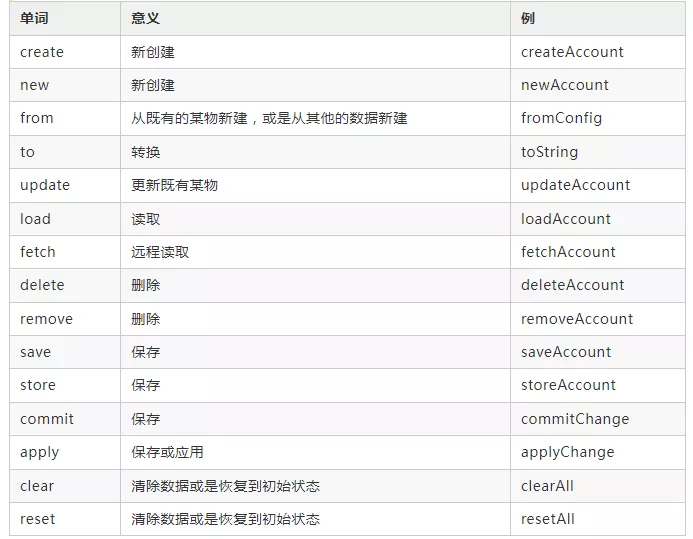 单词 意义 例
create 新创建 createAccount
new 新创建 newAccount
from 从既有的某物新建，或是从其他的数据新建 fromConfig
to 转换 toString
update 更新既有某物 updateAccount
load 读取 loadAccount
fetch 远程读取 fetchAccount
delete 删除 deleteAccount
remove 删除 removeAccount
save 保存 saveAccount
store 保存 storeAccount
commit 保存 commitChange
apply 保存或应用 applyChange
clear 清除数据或是恢复到初始状态 clearAll
reset 清除数据或是恢复到初始状态 resetAll